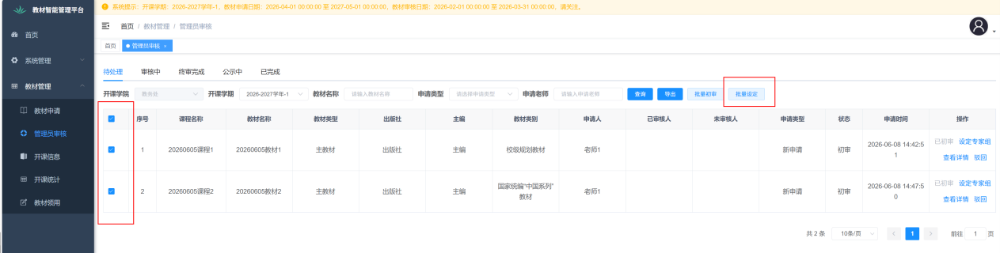 教材智能管理平台
系统提示：开课学期：2026-2027学年-1，教材申请日期：2026-04-01 00:00:00 至 2027-05-01 00:00:00，教材审核日期：2026-02-01 00:00:00 至 2026-03-31 00:00:00，请关注。
首页 / 教材管理 / 管理员审核
首页 管理员审核 ×
首页
系统管理
教材管理
教材申请
管理员审核
开课信息
开课统计
教材领用
待处理 审核中 终审完成 公示中 已完成
开课学院 教务处 开课学期 2026-2027学年-1 教材名称 请输入教材名称 申请类型 请选择申请类型 申请老师 请输入申请老师 查询 导出 批量初审 批量设定
序号 课程名称 教材名称 教材类型 出版社 主编 教材类别 申请人 已审核人 未审核人 申请类型 状态 申请时间 操作
1 20260605课程1 20260605教材1 主教材 出版社 主编 校级规划教材 老师1 新申请 初审 2026-06-08 14:42:5
1
已初审 设定专家组
查看详情 驳回
2 20260605课程2 20260605教材2 主教材 出版社 主编 国家统编"中国系列"
教材
老师1 新申请 初审 2026-06-08 14:47:5
0
已初审 设定专家组
查看详情 驳回
共 2 条 10条/页 < 1 > 前往 1 页